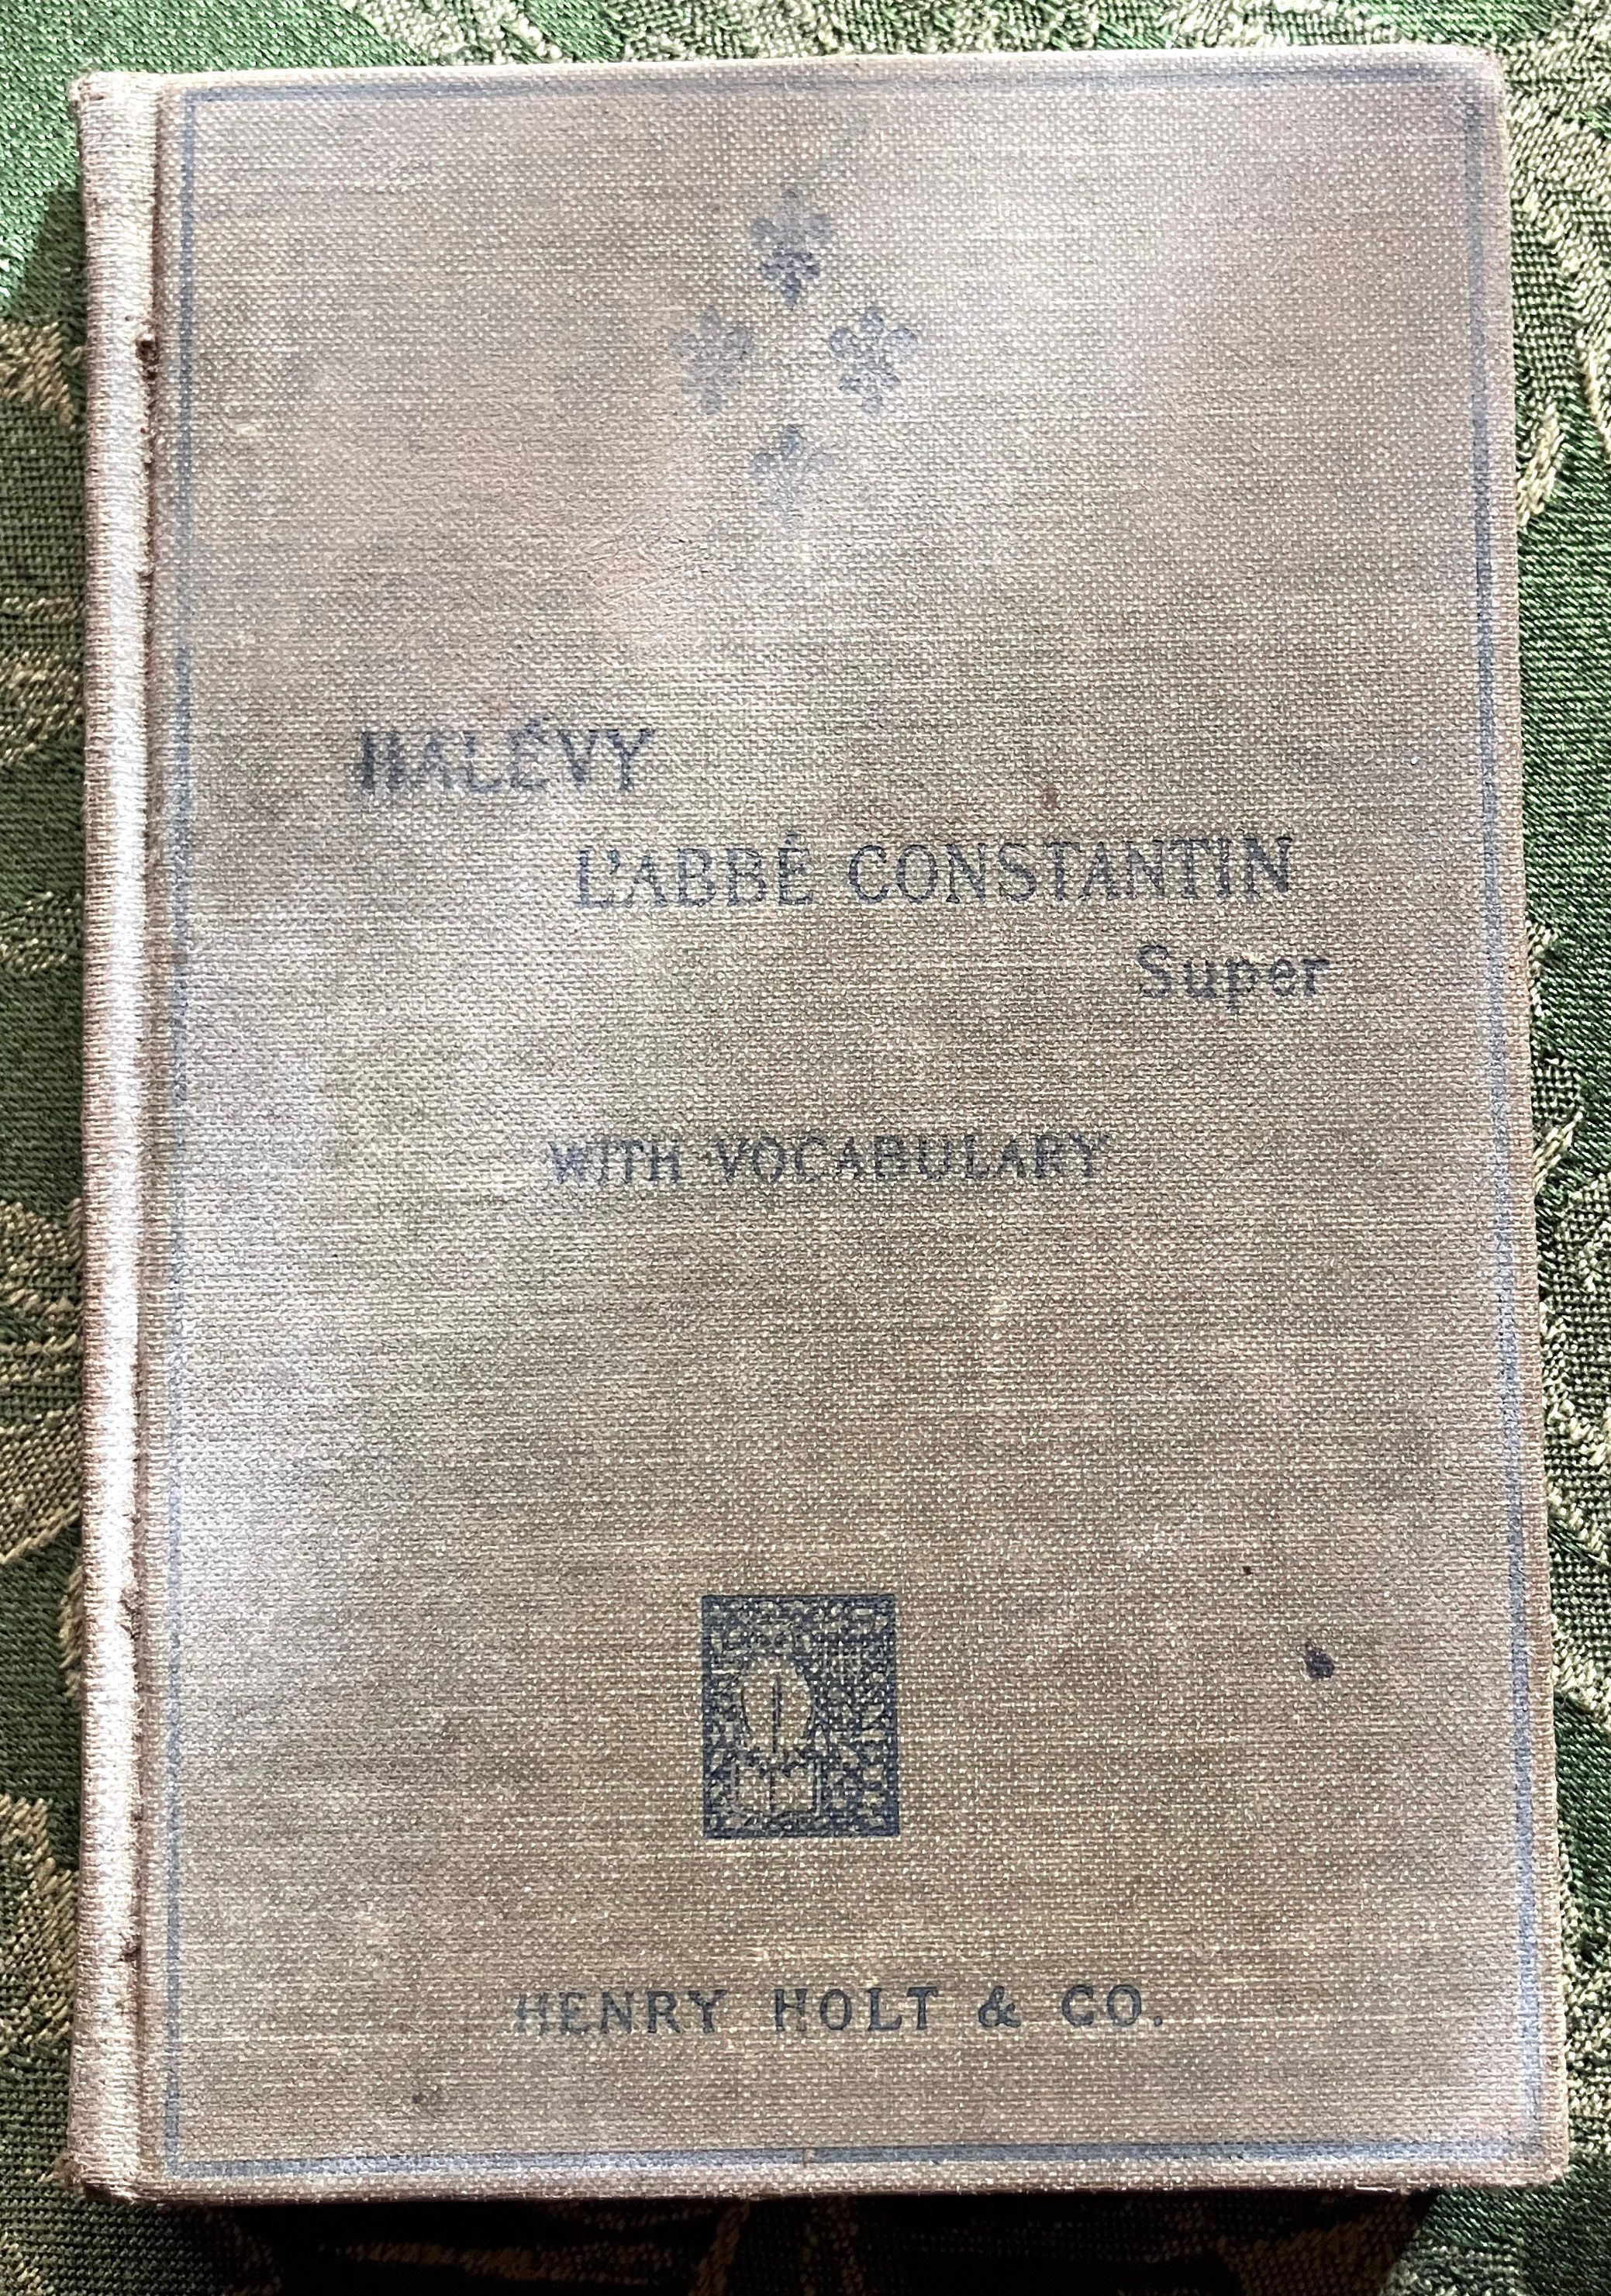 HALÉVY
L'ABBÉ CONSTANTIN
Super
WITH VOCABULARY
HENRY HOLT & CO.